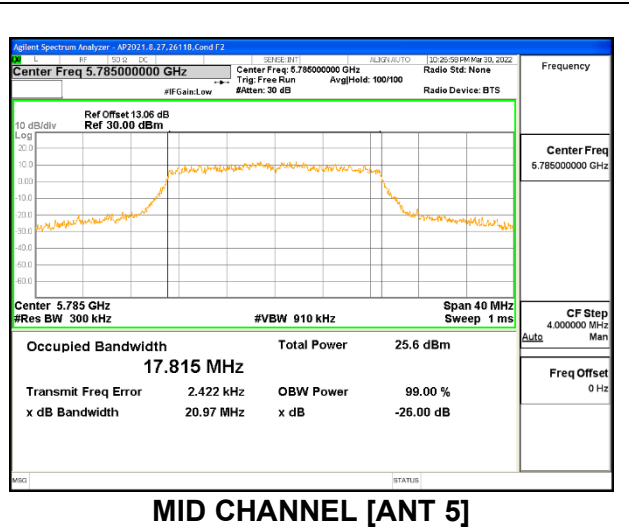 Agilent Spectrum Analyzer - AP2021.8.27.26118.Cond F2
L RF 50 Ω DC SENSE:INT ALIGN AUTO 10:26:58 PM Mar 30, 2022
Center Freq 5.785000000 GHz Center Freq: 5.785000000 GHz Radio Std: None
Trig: Free Run Avg|Hold: 100/100
#IFGain:Low #Atten: 30 dB Radio Device: BTS
Frequency
Ref Offset 13.06 dB
10 dB/div Ref 30.00 dBm
Log
20.0
10.0
0.00
-10.0
-20.0
-30.0
-40.0
-50.0
-60.0
Center Freq
5.785000000 GHz
Center 5.785 GHz Span 40 MHz
#Res BW 300 kHz #VBW 910 kHz Sweep 1 ms
CF Step
4.000000 MHz
Auto Man
Occupied Bandwidth Total Power 25.6 dBm
17.815 MHz
Freq Offset
0 Hz
Transmit Freq Error 2.422 kHz OBW Power 99.00 %
x dB Bandwidth 20.97 MHz x dB -26.00 dB
MSG STATUS
MID CHANNEL [ANT 5]